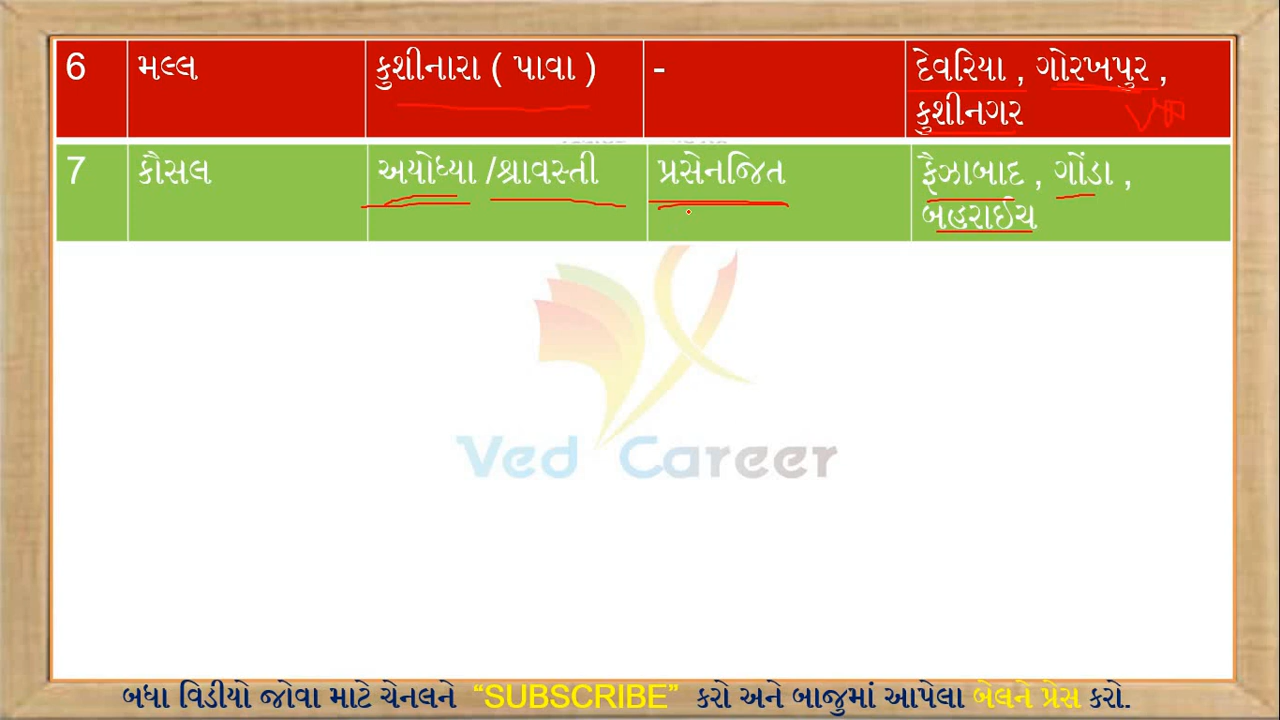 6 મલ્લ કુશીનારા ( પાવા ) - દેવરિયા , ગોરખપુર ,
કુશીનગર
7 કૌસલ અયોધ્યા /શ્રાવસ્તી પ્રસેનજિત ફૈઝાબાદ , ગોંડા ,
બહરાઈચ
Ved Career
બધા વિડીયો જોવા માટે ચેનલને “SUBSCRIBE” કરો અને બાજુમાં આપેલા બેલને પ્રેસ કરો.